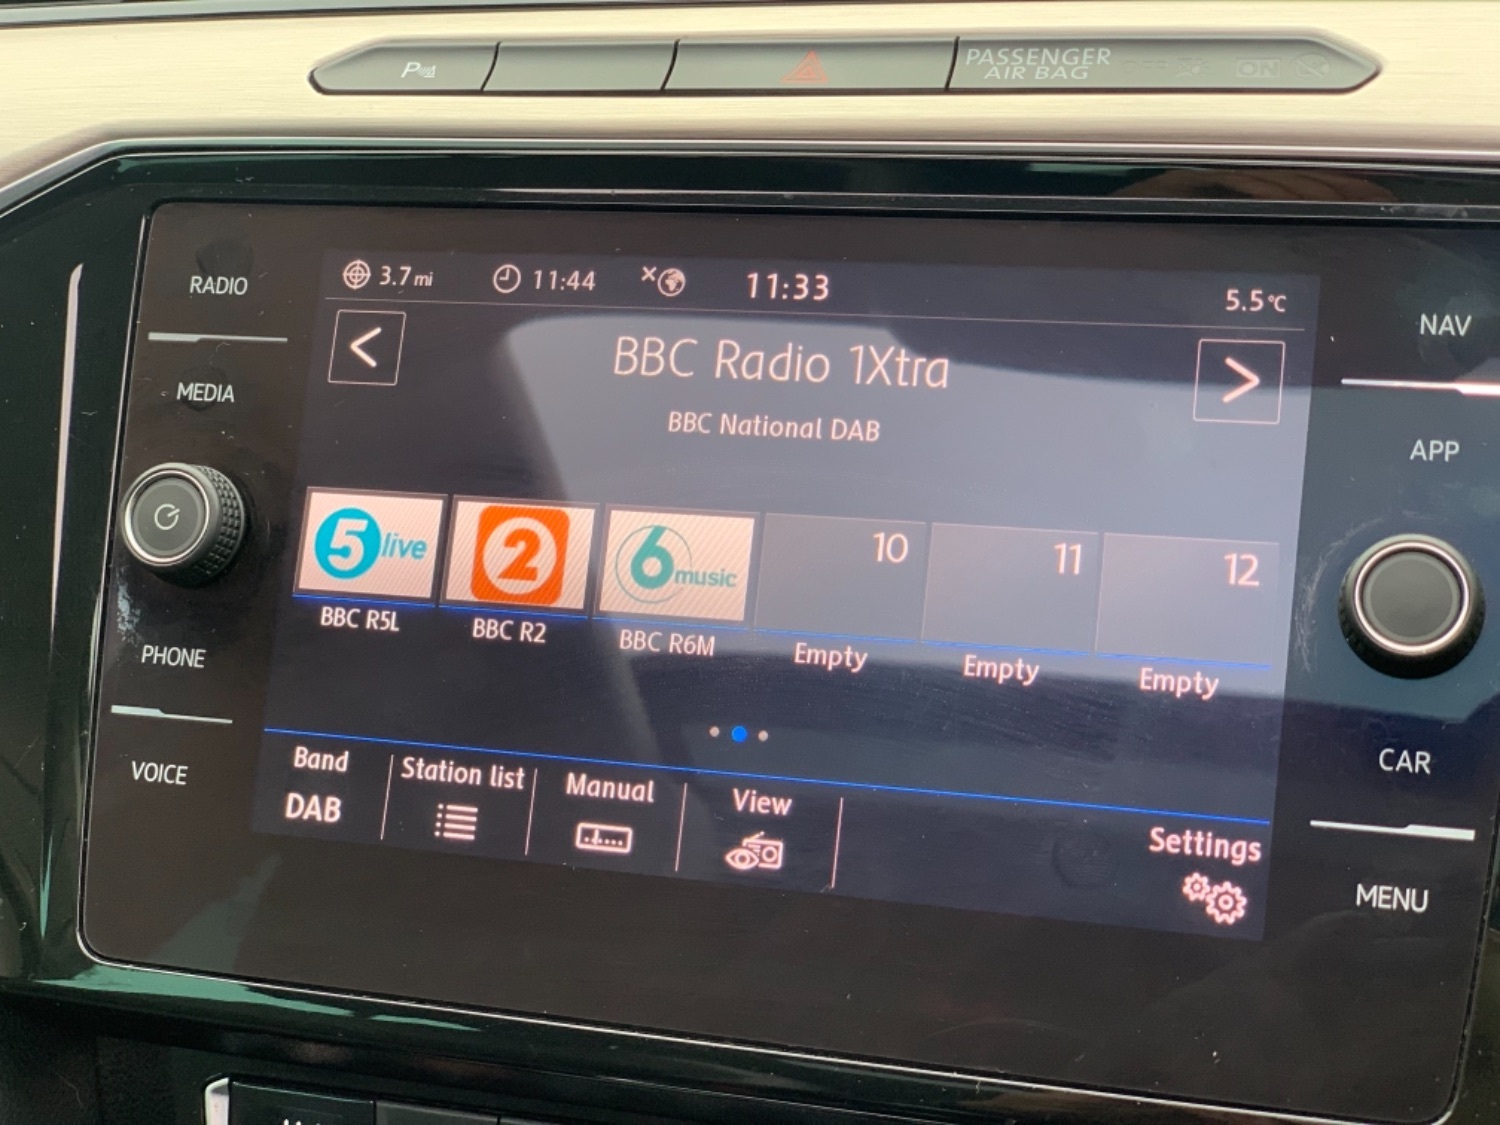 P
PASSENGER
AIR BAG
ON
RADIO
MEDIA
PHONE
VOICE
3.7 mi
11:44
11:33
5.5°C
<
BBC Radio 1Xtra
>
BBC National DAB
5 live
2
6 music
10
11
12
BBC R5L
BBC R2
BBC R6M
Empty
Empty
Empty
Band
DAB
Station list
Manual
View
Settings
NAV
APP
CAR
MENU